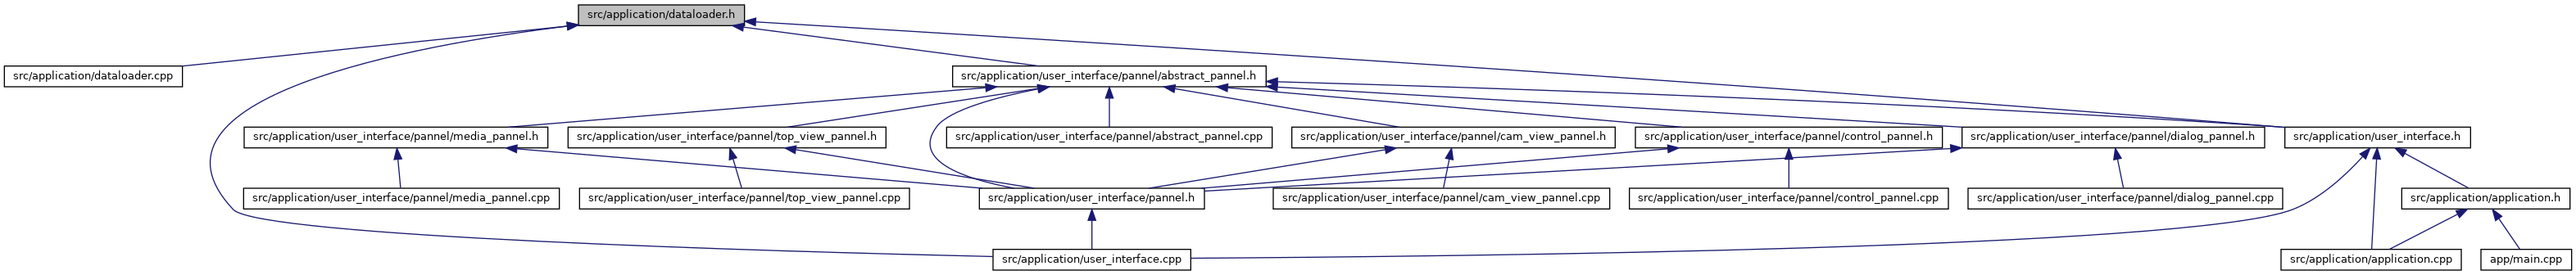 src/application/dataloader.h
src/application/dataloader.cpp
src/application/user_interface/pannel/abstract_pannel.h
src/application/user_interface/pannel/media_pannel.h
src/application/user_interface/pannel/top_view_pannel.h
src/application/user_interface/pannel/abstract_pannel.cpp
src/application/user_interface/pannel/cam_view_pannel.h
src/application/user_interface/pannel/control_pannel.h
src/application/user_interface/pannel/dialog_pannel.h
src/application/user_interface.h
src/application/user_interface/pannel/media_pannel.cpp
src/application/user_interface/pannel/top_view_pannel.cpp
src/application/user_interface/pannel.h
src/application/user_interface/pannel/cam_view_pannel.cpp
src/application/user_interface/pannel/control_pannel.cpp
src/application/user_interface/pannel/dialog_pannel.cpp
src/application/application.h
src/application/user_interface.cpp
src/application/application.cpp
app/main.cpp